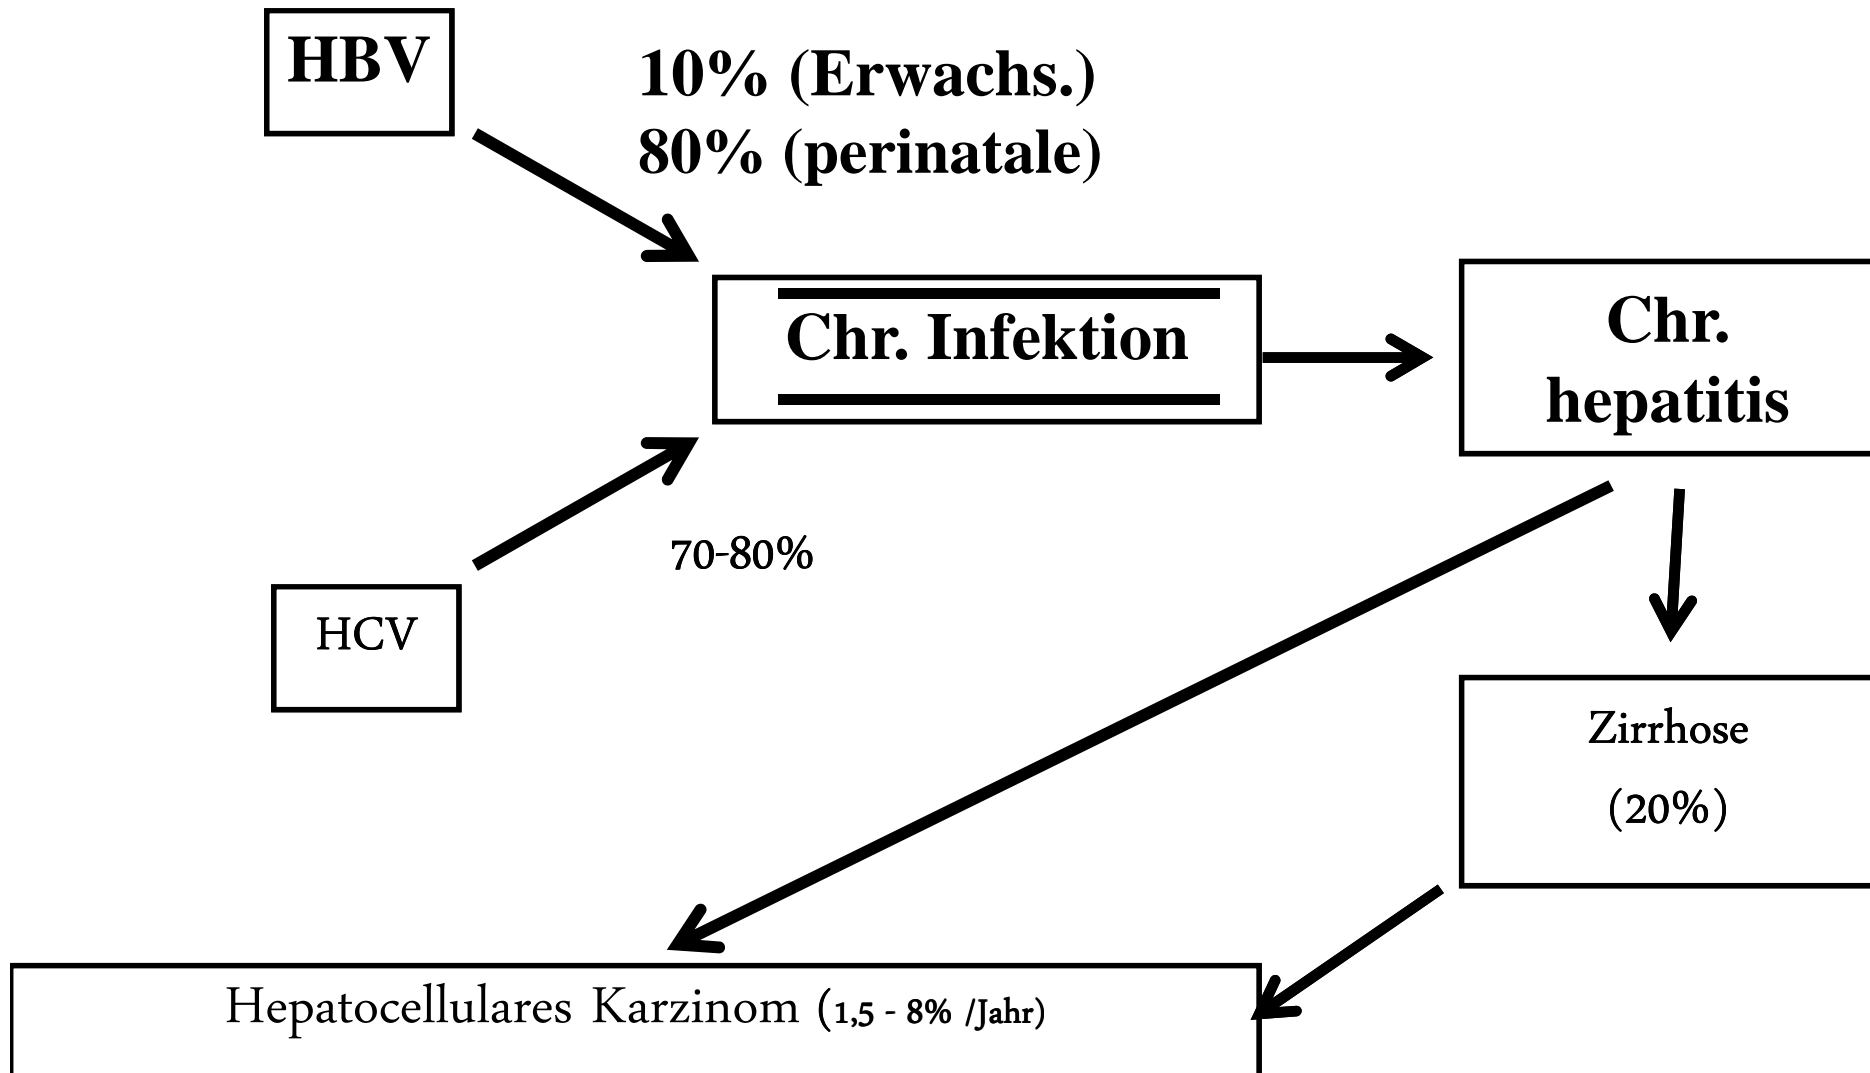 HBV
10% (Erwachs.)
80% (perinatale)
Chr. Infektion
Chr.
hepatitis
70-80%
HCV
Zirrhose
(20%)
Hepatocellulares Karzinom (1,5 - 8% /Jahr)